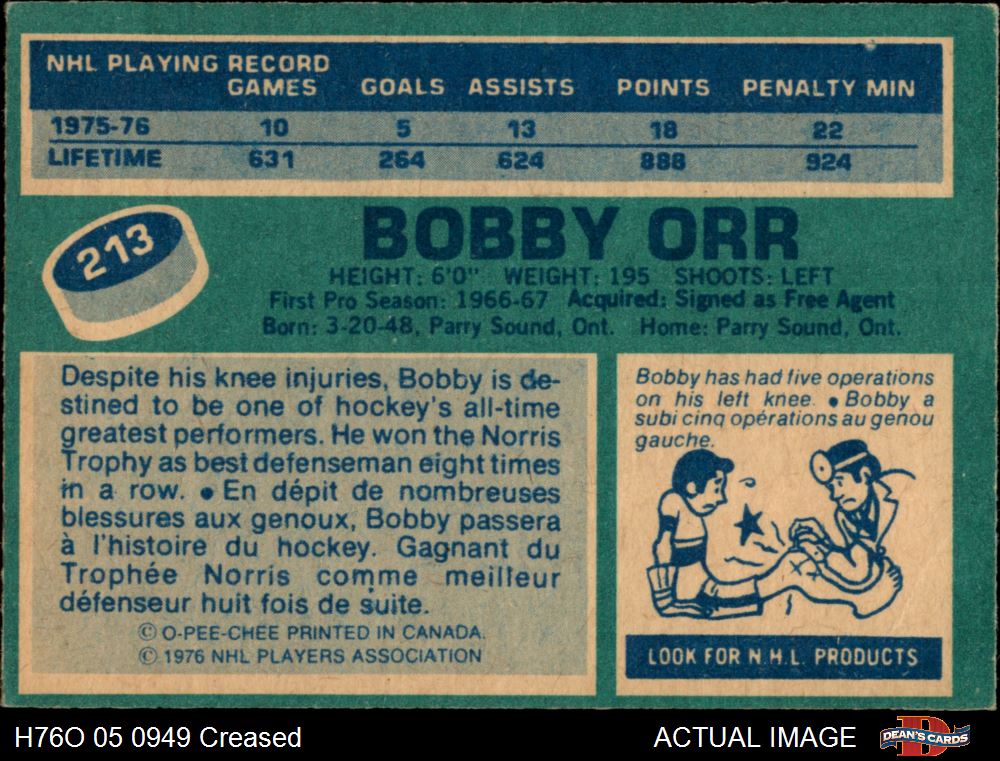 NHL PLAYING RECORD
GAMES GOALS ASSISTS POINTS PENALTY MIN
1975-76 10 5 13 18 22
LIFETIME 631 264 624 888 924
213
BOBBY ORR
HEIGHT: 6'0" WEIGHT: 195 SHOOTS: LEFT
First Pro Season: 1966-67 Acquired: Signed as Free Agent
Born: 3-20-48, Parry Sound, Ont. Home: Parry Sound, Ont.
Despite his knee injuries, Bobby is de-
stined to be one of hockey's all-time
greatest performers. He won the Norris
Trophy as best defenseman eight times
in a row. ● En dépit de nombreuses
blessures aux genoux, Bobby passera
à l'histoire du hockey. Gagnant du
Trophée Norris comme meilleur
défenseur huit fois de suite.
© O-PEE-CHEE PRINTED IN CANADA.
© 1976 NHL PLAYERS ASSOCIATION
Bobby has had five operations
on his left knee. ● Bobby a
subi cinq opérations au genou
gauche.
LOOK FOR N.H.L. PRODUCTS
H76O 05 0949 Creased
ACTUAL IMAGE
D
DEAN'S CARDS